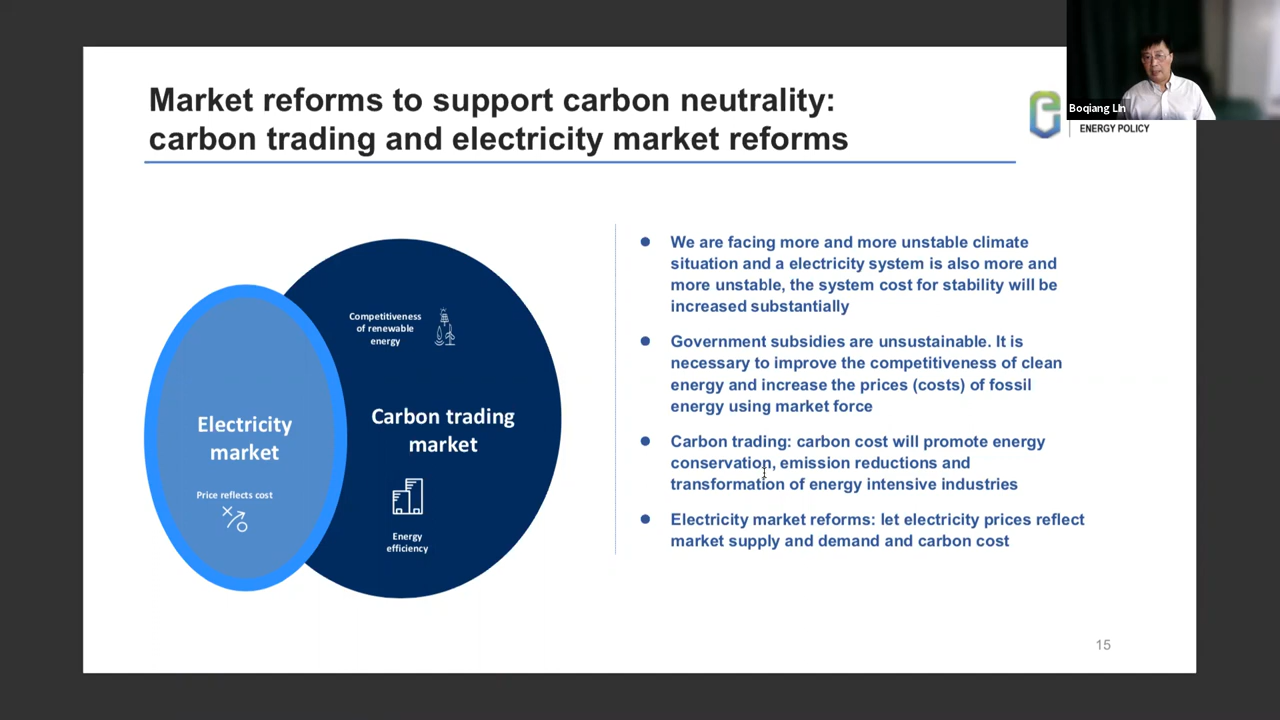 Market reforms to support carbon neutrality:
carbon trading and electricity market reforms
Boqiang LIn
ENERGY POLICY
Competitiveness
of renewable
energy
Carbon trading
market
Energy
efficiency
Electricity
market
Price reflects cost
We are facing more and more unstable climate
situation and a electricity system is also more and
more unstable, the system cost for stability will be
increased substantially
Government subsidies are unsustainable. It is
necessary to improve the competitiveness of clean
energy and increase the prices (costs) of fossil
energy using market force
Carbon trading: carbon cost will promote energy
conservation, emission reductions and
transformation of energy intensive industries
Electricity market reforms: let electricity prices reflect
market supply and demand and carbon cost
15